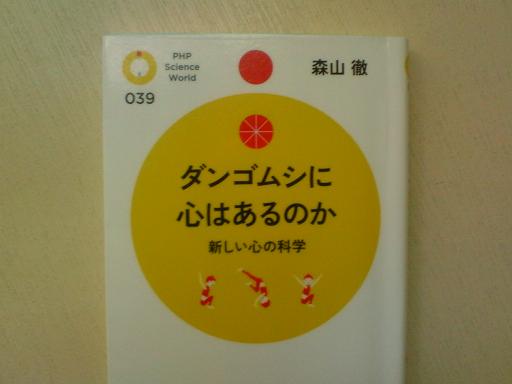 PHP
Science
World
039
森山 徹
ダンゴムシに
心はあるのか
新しい心の科学